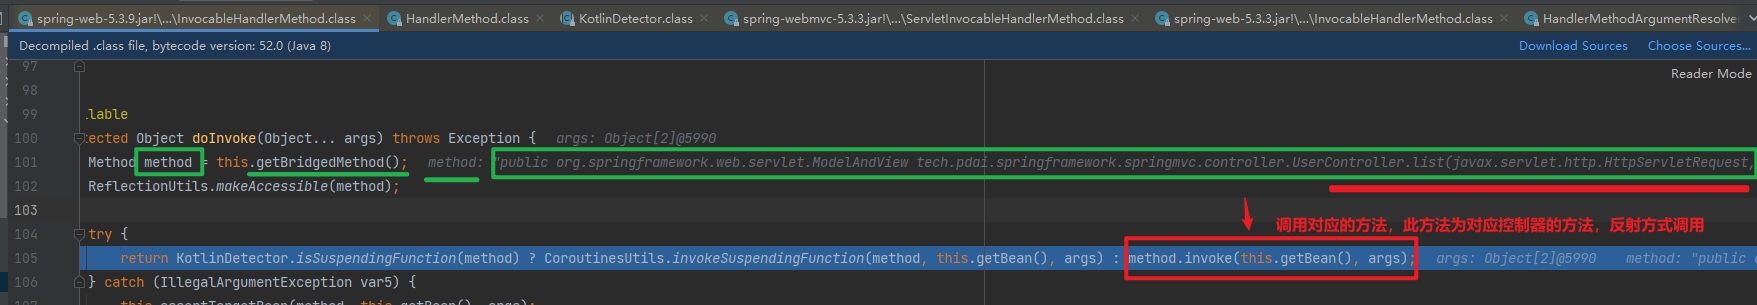 spring-web-5.3.9.jar!\...\InvocableHandlerMethod.class HandlerMethod.class KotlinDetector.class spring-webmvc-5.3.3.jar!\...\ServletInvocableHandlerMethod.class spring-web-5.3.3.jar!\...\InvocableHandlerMethod.class HandlerMethodArgumentResolver
Decompiled .class file, bytecode version: 52.0 (Java 8) Download Sources Choose Sources...
97 Reader Mode
98
99 lable
100 tected Object doInvoke(Object... args) throws Exception { args: Object[2]@5990
101 Method method = this.getBridgedMethod(); method: "public org.springframework.web.servlet.ModelAndView tech.pdai.springframework.springmvc.controller.UserController.list(javax.servlet.http.HttpServletRequest,
102 ReflectionUtils.makeAccessible(method);
103
调用对应的方法，此方法为对应控制器的方法，反射方式调用
104 try {
105 return KotlinDetector.isSuspendingFunction(method) ? CoroutinesUtils.invokeSuspendingFunction(method, this.getBean(), args) : method.invoke(this.getBean(), args); args: Object[2]@5990 method: "public
106 } catch (IllegalArgumentException var5) {